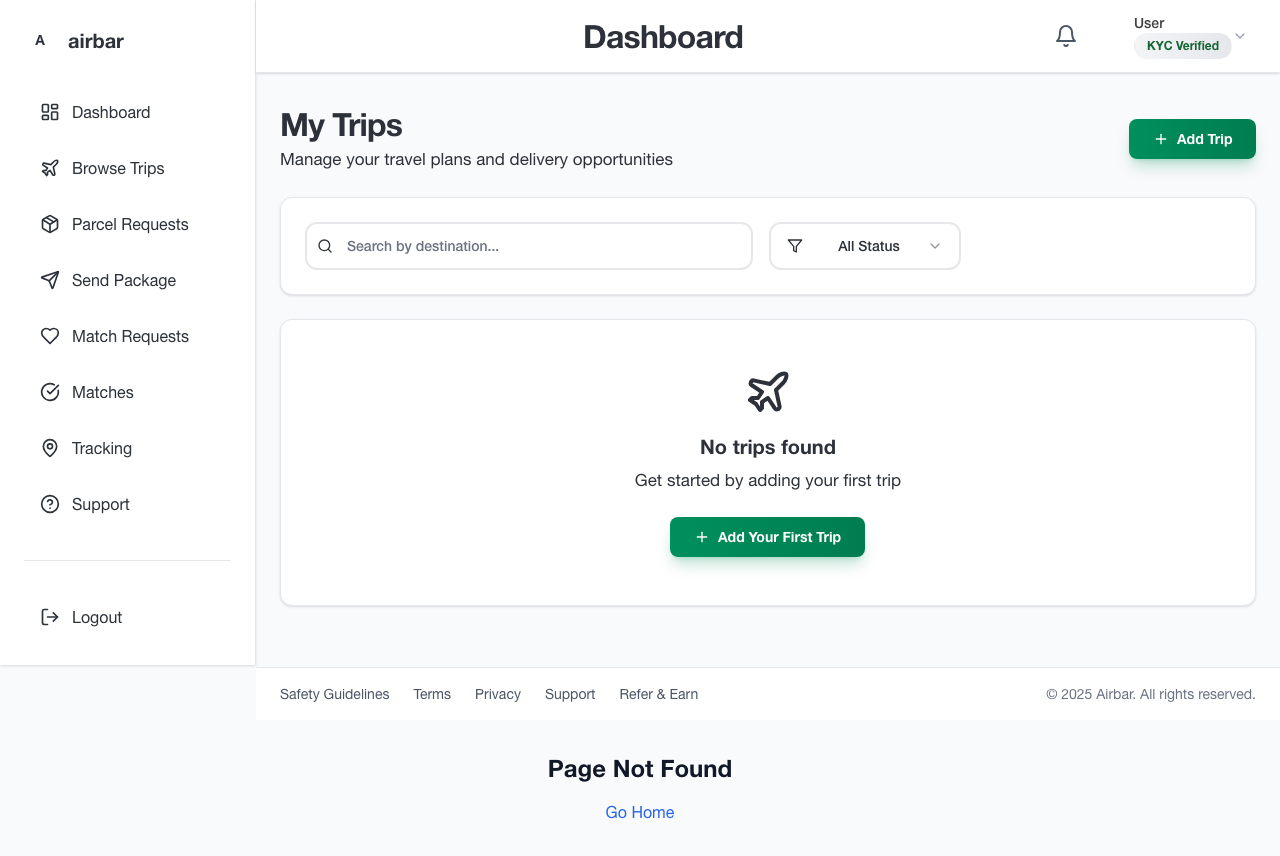 A airbar
Dashboard
User
KYC Verified
Dashboard
Browse Trips
Parcel Requests
Send Package
Match Requests
Matches
Tracking
Support
Logout
My Trips
Manage your travel plans and delivery opportunities
Add Trip
Search by destination...
All Status
No trips found
Get started by adding your first trip
Add Your First Trip
Safety Guidelines Terms Privacy Support Refer & Earn © 2025 Airbar. All rights reserved.
Page Not Found
Go Home